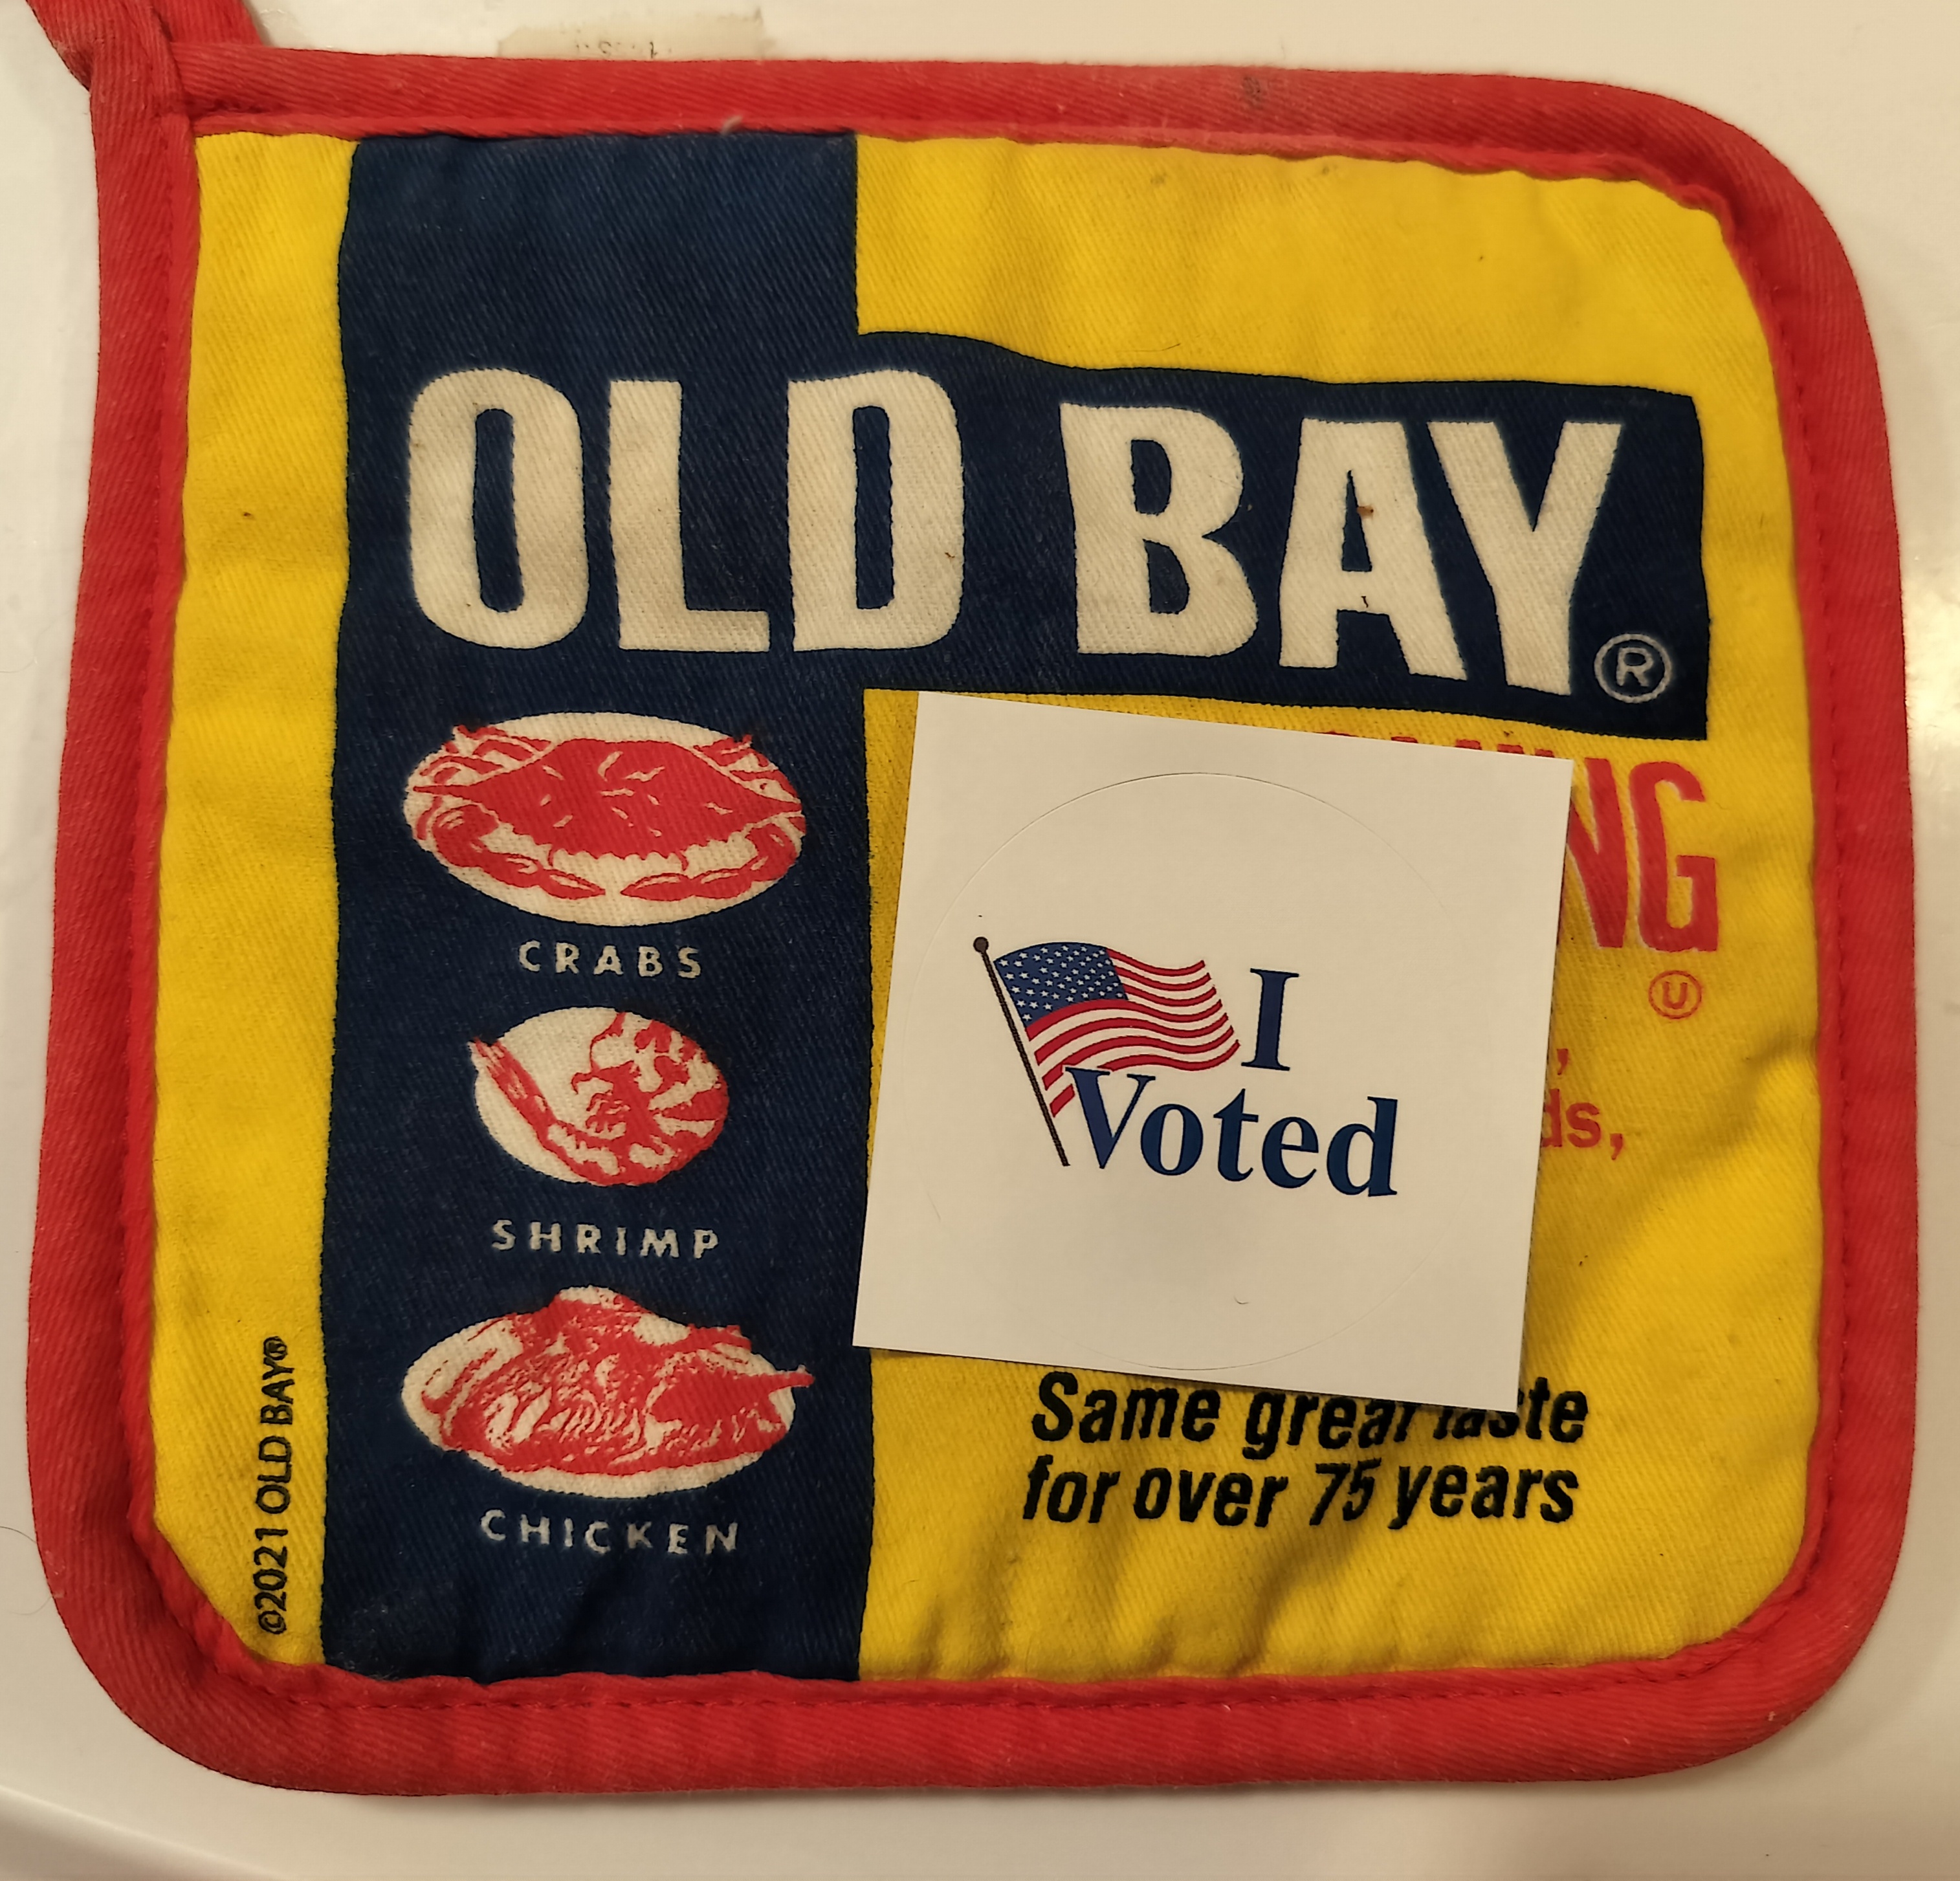 OLD BAY®
CRABS
SHRIMP
CHICKEN
I
Voted
Ⓤ
Same great taste
for over 75 years
©2021 OLD BAY®